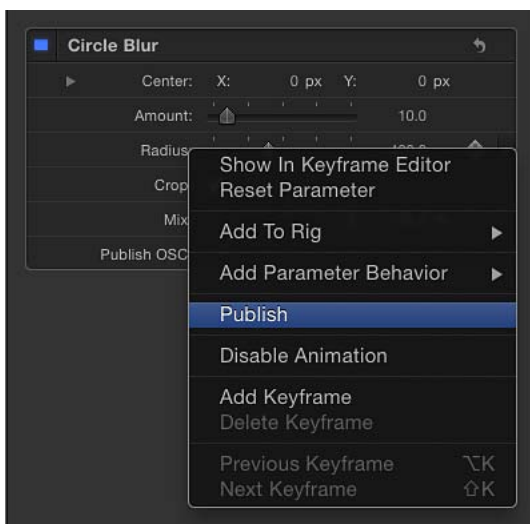 Circle Blur
Center: X: 0 px Y: 0 px
Amount: 10.0
Radius
Crop
Mix
Publish OSC
Show In Keyframe Editor
Reset Parameter
Add To Rig
Add Parameter Behavior
Publish
Disable Animation
Add Keyframe
Delete Keyframe
Previous Keyframe ⌥K
Next Keyframe ⇧K